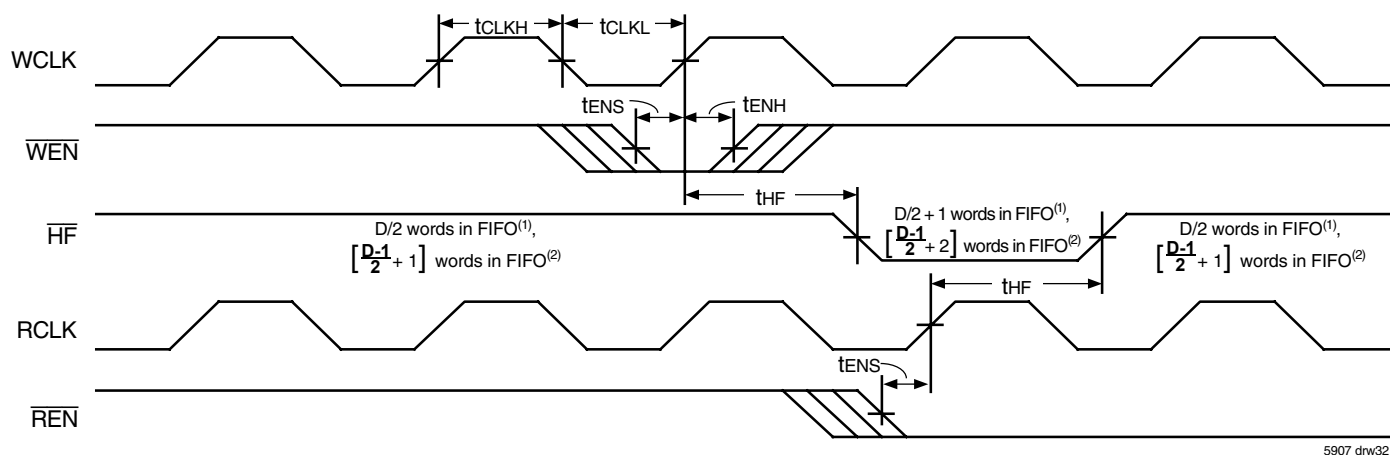 tCLKH
tCLKL
WCLK
tENS
tENH
WEN
tHF
HF
D/2 words in FIFO(1),
[D-1/2 + 1] words in FIFO(2)
D/2 + 1 words in FIFO(1),
[D-1/2 + 2] words in FIFO(2)
D/2 words in FIFO(1),
[D-1/2 + 1] words in FIFO(2)
tHF
RCLK
tENS
REN
5907 drw32